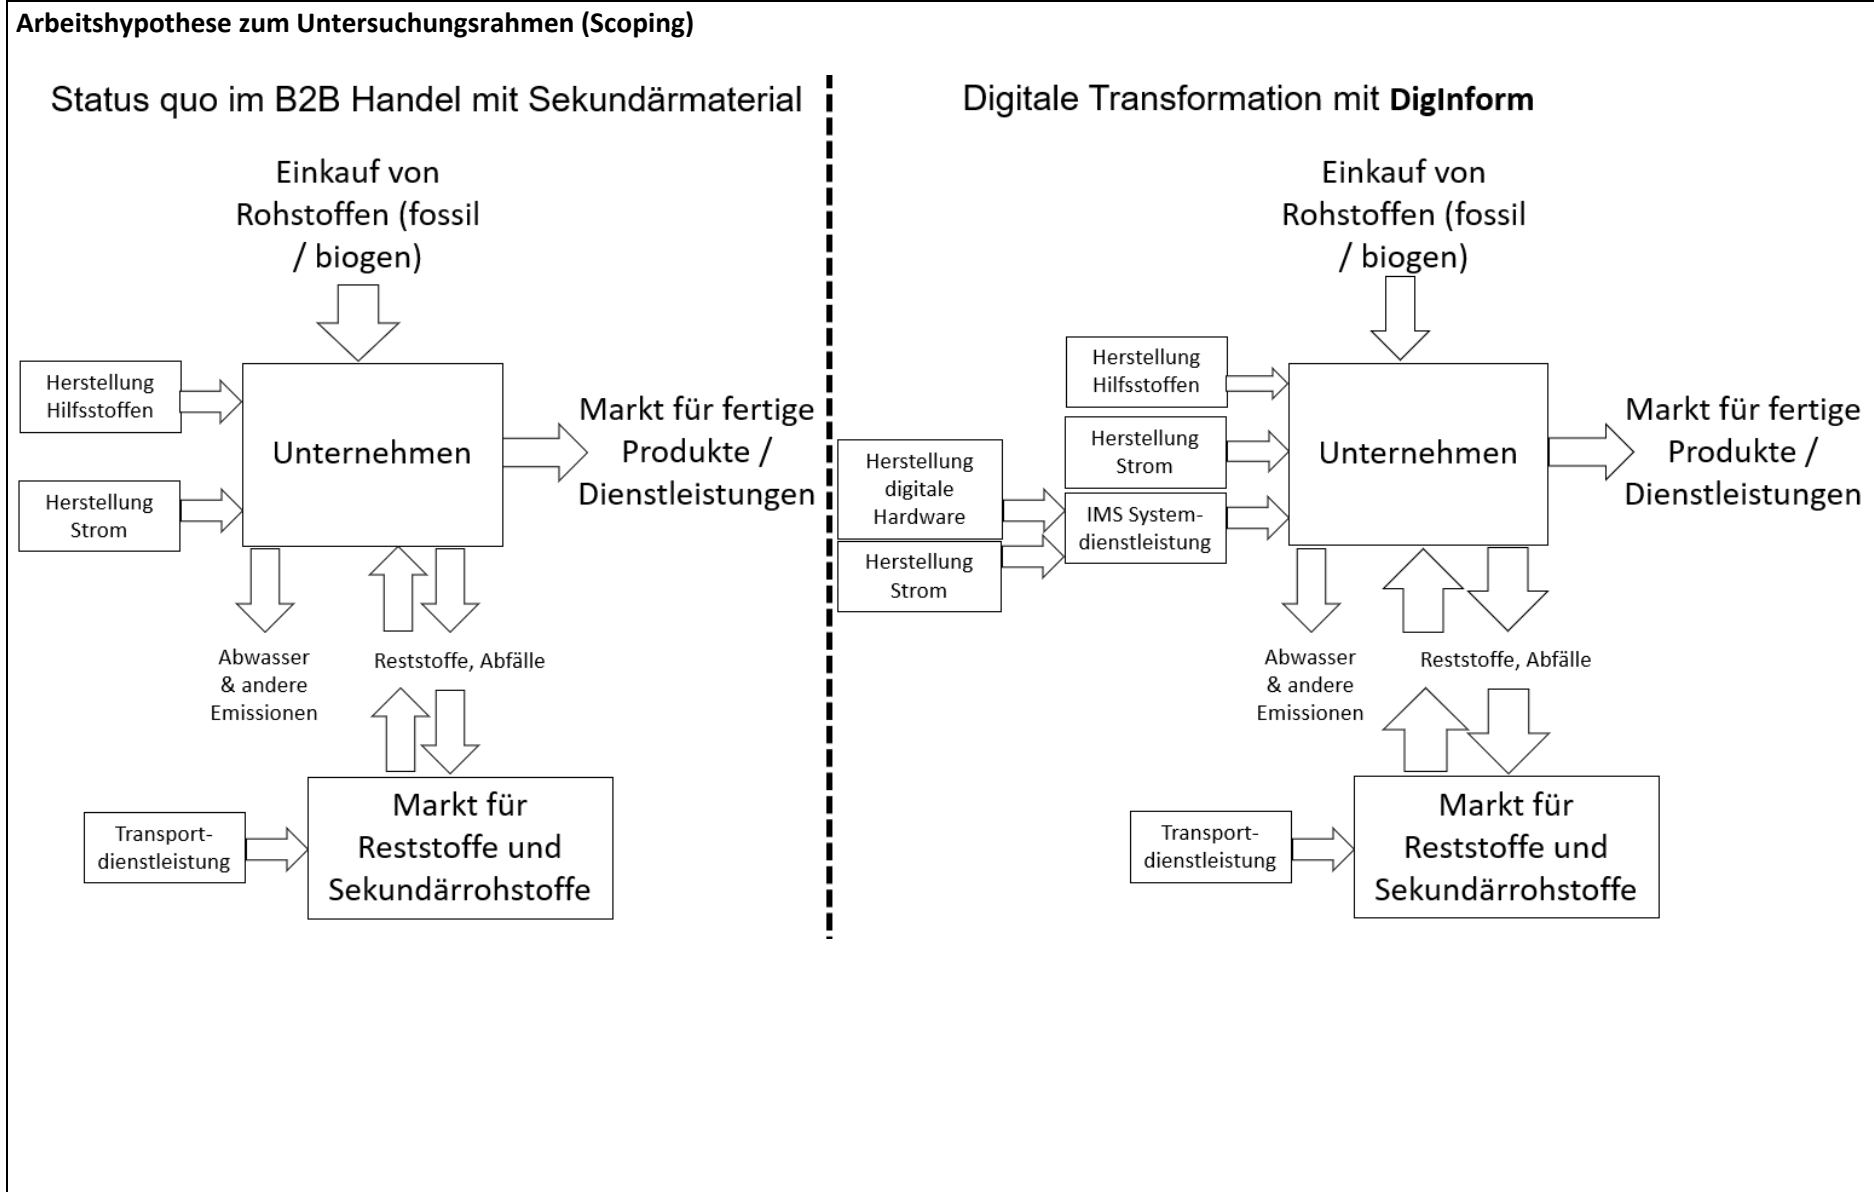 Arbeitshypothese zum Untersuchungsrahmen (Scoping)
Status quo im B2B Handel mit Sekundärmaterial
Einkauf von
Rohstoffen (fossil
/ biogen)
Herstellung
Hilfsstoffen
Herstellung
Strom
Unternehmen
Markt für fertige
Produkte /
Dienstleistungen
Abwasser
& andere
Emissionen
Reststoffe, Abfälle
Transport-
dienstleistung
Markt für
Reststoffe und
Sekundärrohstoffe
Digitale Transformation mit DigInform
Einkauf von
Rohstoffen (fossil
/ biogen)
Herstellung
Hilfsstoffen
Herstellung
Strom
Herstellung
digitale
Hardware
Herstellung
Strom
IMS System-
dienstleistung
Unternehmen
Markt für fertige
Produkte /
Dienstleistungen
Abwasser
& andere
Emissionen
Reststoffe, Abfälle
Transport-
dienstleistung
Markt für
Reststoffe und
Sekundärrohstoffe